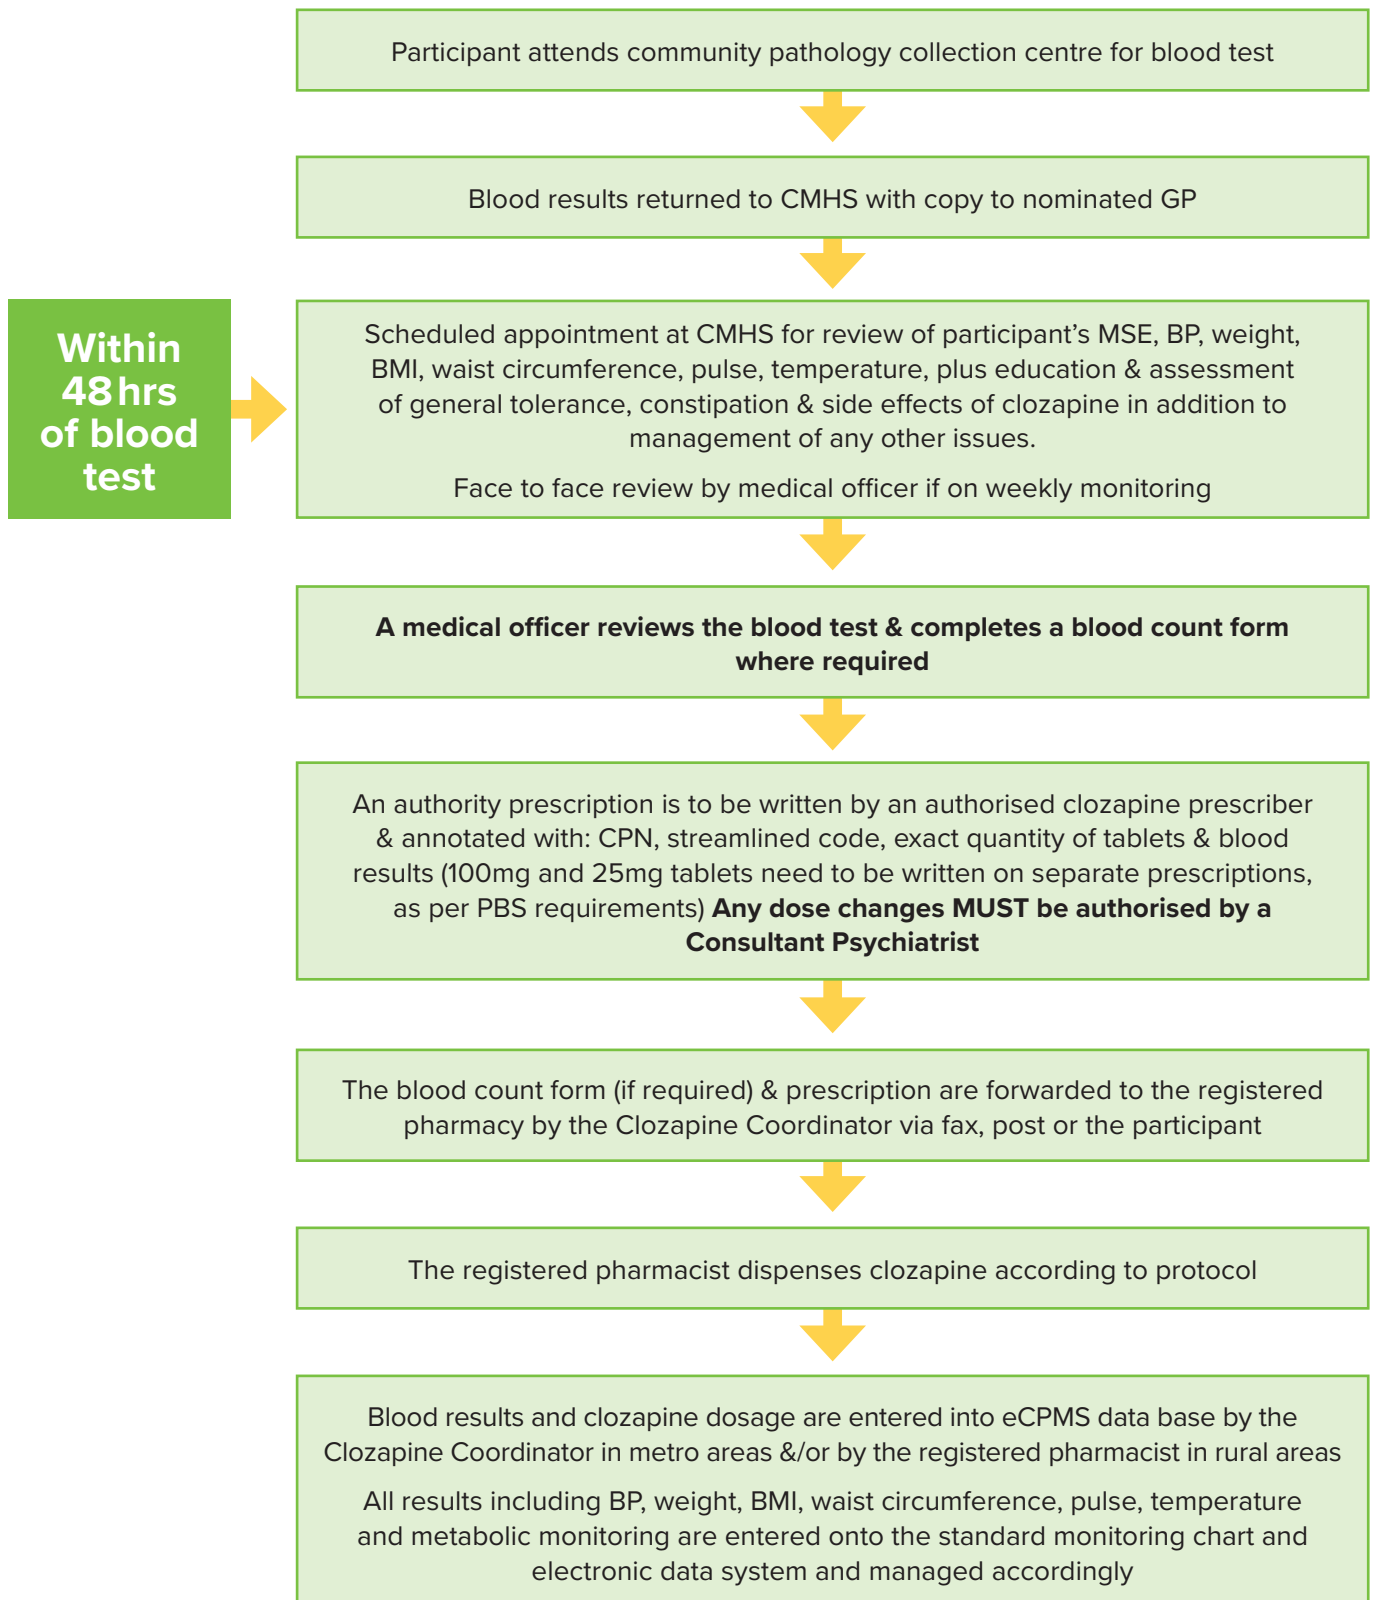 Participant attends community pathology collection centre for blood test
Blood results returned to CMHS with copy to nominated GP
Within
48 hrs
of blood
test
Scheduled appointment at CMHS for review of participant's MSE, BP, weight,
BMI, waist circumference, pulse, temperature, plus education & assessment
of general tolerance, constipation & side effects of clozapine in addition to
management of any other issues.
Face to face review by medical officer if on weekly monitoring
A medical officer reviews the blood test & completes a blood count form
where required
An authority prescription is to be written by an authorised clozapine prescriber
& annotated with: CPN, streamlined code, exact quantity of tablets & blood
results (100mg and 25mg tablets need to be written on separate prescriptions,
as per PBS requirements) Any dose changes MUST be authorised by a
Consultant Psychiatrist
The blood count form (if required) & prescription are forwarded to the registered
pharmacy by the Clozapine Coordinator via fax, post or the participant
The registered pharmacist dispenses clozapine according to protocol
Blood results and clozapine dosage are entered into eCPMS data base by the
Clozapine Coordinator in metro areas &/or by the registered pharmacist in rural areas
All results including BP, weight, BMI, waist circumference, pulse, temperature
and metabolic monitoring are entered onto the standard monitoring chart and
electronic data system and managed accordingly